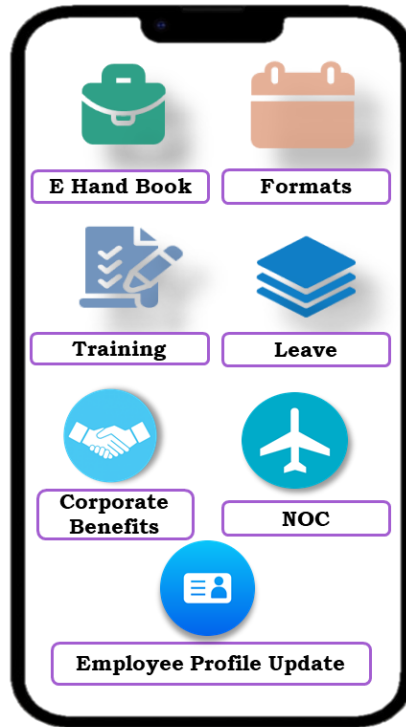 E Hand Book
Formats
Training
Leave
Corporate
Benefits
NOC
Employee Profile Update